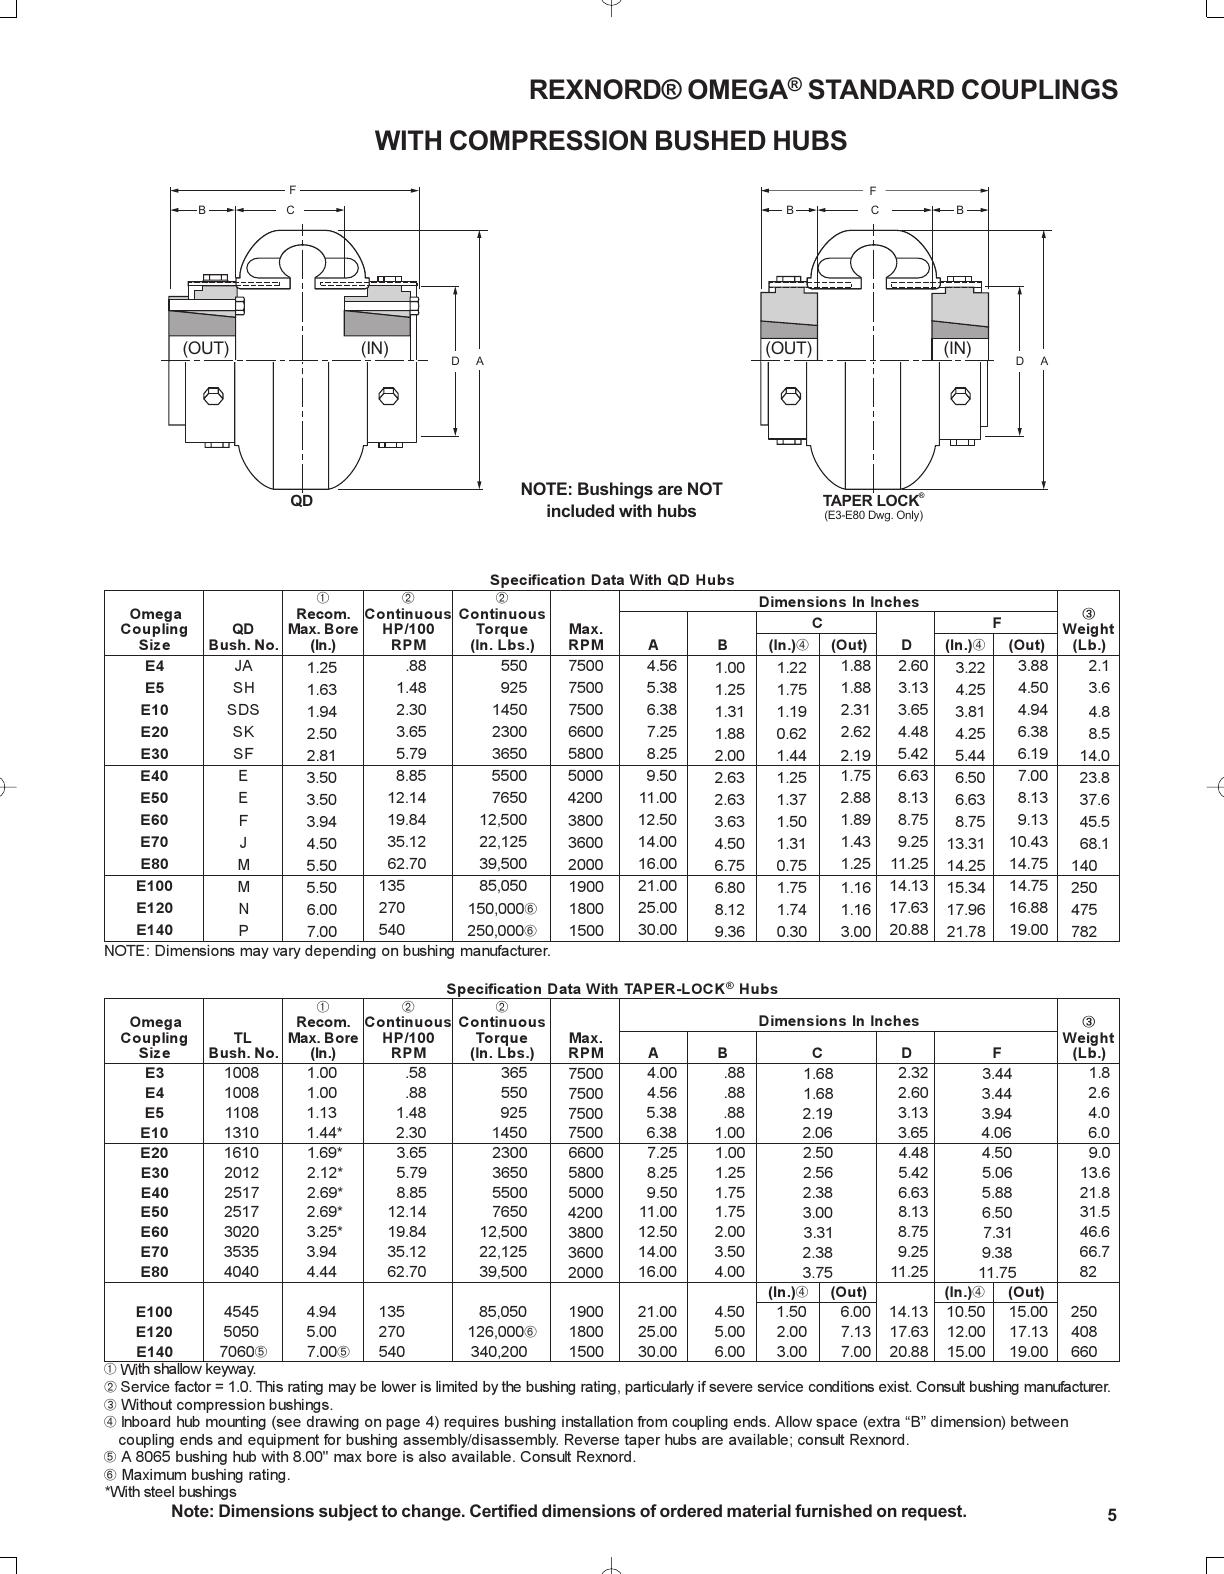 REXNORD® OMEGA® STANDARD COUPLINGS
WITH COMPRESSION BUSHED HUBS
F
B C
(OUT) (IN)
D A
QD
NOTE: Bushings are NOT
included with hubs
F
B C B
(OUT) (IN)
D A
TAPER LOCK®
(E3-E80 Dwg. Only)
Specification Data With QD Hubs
① ② ②
Dimensions In Inches
Omega Recom. Continuous Continuous ③
Coupling QD Max. Bore HP/100 Torque Max. C F Weight
Size Bush. No. (In.) RPM (In. Lbs.) RPM A B (In.)④ (Out) D (In.)④ (Out) (Lb.)
E4 JA 1.25 .88 550 7500 4.56 1.00 1.22 1.88 2.60 3.22 3.88 2.1
E5 SH 1.63 1.48 925 7500 5.38 1.25 1.75 1.88 3.13 4.25 4.50 3.6
E10 SDS 1.94 2.30 1450 7500 6.38 1.31 1.19 2.31 3.65 3.81 4.94 4.8
E20 SK 2.50 3.65 2300 6600 7.25 1.88 0.62 2.62 4.48 4.25 6.38 8.5
E30 SF 2.81 5.79 3650 5800 8.25 2.00 1.44 2.19 5.42 5.44 6.19 14.0
E40 E 3.50 8.85 5500 5000 9.50 2.63 1.25 1.75 6.63 6.50 7.00 23.8
E50 E 3.50 12.14 7650 4200 11.00 2.63 1.37 2.88 8.13 6.63 8.13 37.6
E60 F 3.94 19.84 12,500 3800 12.50 3.63 1.50 1.89 8.75 8.75 9.13 45.5
E70 J 4.50 35.12 22,125 3600 14.00 4.50 1.31 1.43 9.25 13.31 10.43 68.1
E80 M 5.50 62.70 39,500 2000 16.00 6.75 0.75 1.25 11.25 14.25 14.75 140
E100 M 5.50 135 85,050 1900 21.00 6.80 1.75 1.16 14.13 15.34 14.75 250
E120 N 6.00 270 150,000⑥ 1800 25.00 8.12 1.74 1.16 17.63 17.96 16.88 475
E140 P 7.00 540 250,000⑥ 1500 30.00 9.36 0.30 3.00 20.88 21.78 19.00 782
NOTE: Dimensions may vary depending on bushing manufacturer.
Specification Data With TAPER-LOCK® Hubs
① ② ②
Omega Recom. Continuous Continuous Dimensions In Inches ③
Coupling TL Max. Bore HP/100 Torque Max. Weight
Size Bush. No. (In.) RPM (In. Lbs.) RPM A B C D F (Lb.)
E3 1008 1.00 .58 365 7500 4.00 .88 1.68 2.32 3.44 1.8
E4 1008 1.00 .88 550 7500 4.56 .88 1.68 2.60 3.44 2.6
E5 1108 1.13 1.48 925 7500 5.38 .88 2.19 3.13 3.94 4.0
E10 1310 1.44* 2.30 1450 7500 6.38 1.00 2.06 3.65 4.06 6.0
E20 1610 1.69* 3.65 2300 6600 7.25 1.00 2.50 4.48 4.50 9.0
E30 2012 2.12* 5.79 3650 5800 8.25 1.25 2.56 5.42 5.06 13.6
E40 2517 2.69* 8.85 5500 5000 9.50 1.75 2.38 6.63 5.88 21.8
E50 2517 2.69* 12.14 7650 4200 11.00 1.75 3.00 8.13 6.50 31.5
E60 3020 3.25* 19.84 12,500 3800 12.50 2.00 3.31 8.75 7.31 46.6
E70 3535 3.94 35.12 22,125 3600 14.00 3.50 2.38 9.25 9.38 66.7
E80 4040 4.44 62.70 39,500 2000 16.00 4.00 3.75 11.25 11.75 82
(In.)④ (Out) (In.)④ (Out)
E100 4545 4.94 135 85,050 1900 21.00 4.50 1.50 6.00 14.13 10.50 15.00 250
E120 5050 5.00 270 126,000⑥ 1800 25.00 5.00 2.00 7.13 17.63 12.00 17.13 408
E140 7060⑤ 7.00⑤ 540 340,200 1500 30.00 6.00 3.00 7.00 20.88 15.00 19.00 660
① With shallow keyway.
② Service factor = 1.0. This rating may be lower is limited by the bushing rating, particularly if severe service conditions exist. Consult bushing manufacturer.
③ Without compression bushings.
④ Inboard hub mounting (see drawing on page 4) requires bushing installation from coupling ends. Allow space (extra “B” dimension) between
coupling ends and equipment for bushing assembly/disassembly. Reverse taper hubs are available; consult Rexnord.
⑤ A 8065 bushing hub with 8.00" max bore is also available. Consult Rexnord.
⑥ Maximum bushing rating.
*With steel bushings
Note: Dimensions subject to change. Certified dimensions of ordered material furnished on request.
5